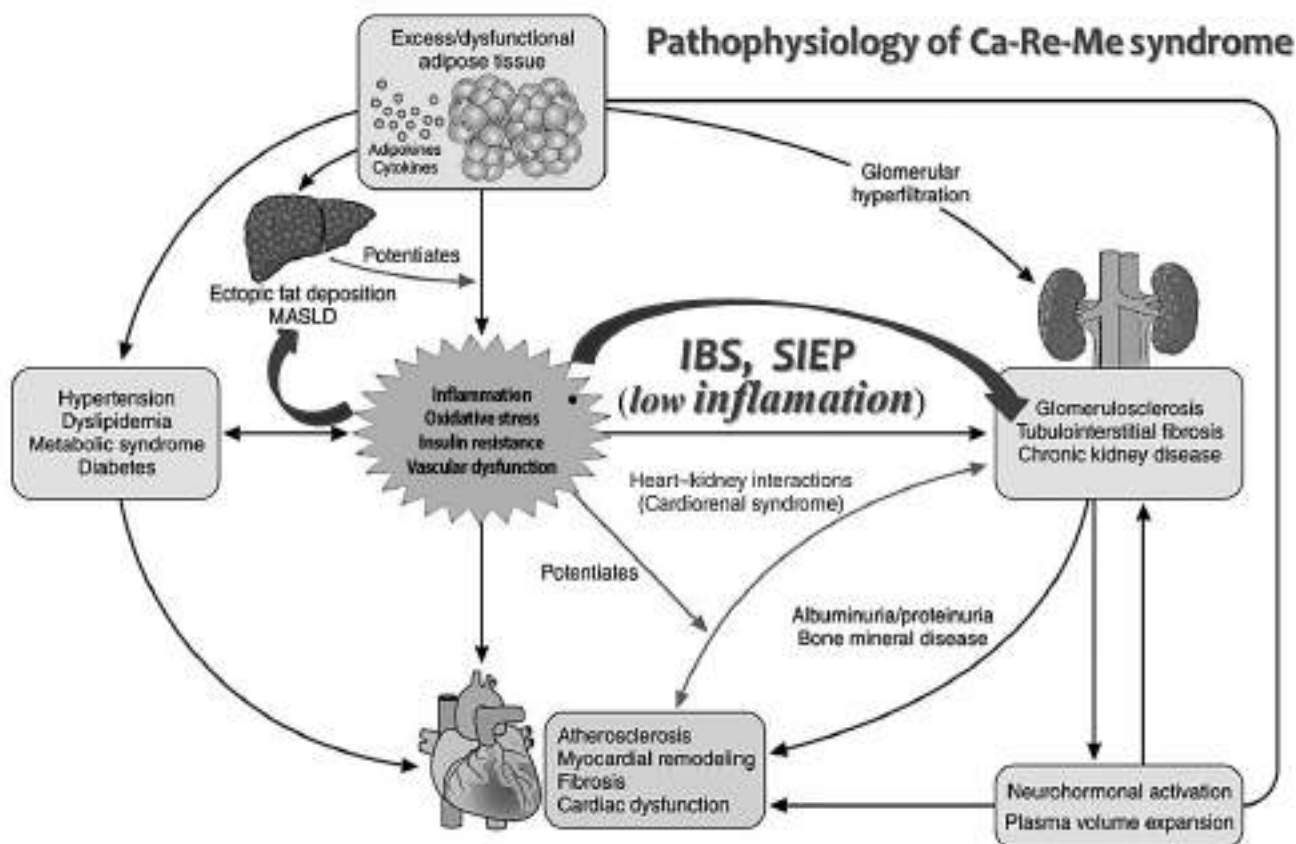 Pathophysiology of Ca-Re-Me syndrome
Excess/dysfunctional
adipose tissue
Adipokines
Cytokines
Glomerular
hyperfiltration
Potentiates
Ectopic fat deposition
MASLD
IBS, SIEP
(low inflamation)
Hypertension
Dyslipidemia
Metabolic syndrome
Diabetes
Inflammation
Oxidative stress
Insulin resistance
Vascular dysfunction
Glomerulosclerosis
Tubulointerstitial fibrosis
Chronic kidney disease
Heart–kidney interactions
(Cardiorenal syndrome)
Potentiates
Albuminuria/proteinuria
Bone mineral disease
Atherosclerosis
Myocardial remodeling
Fibrosis
Cardiac dysfunction
Neurohormonal activation
Plasma volume expansion